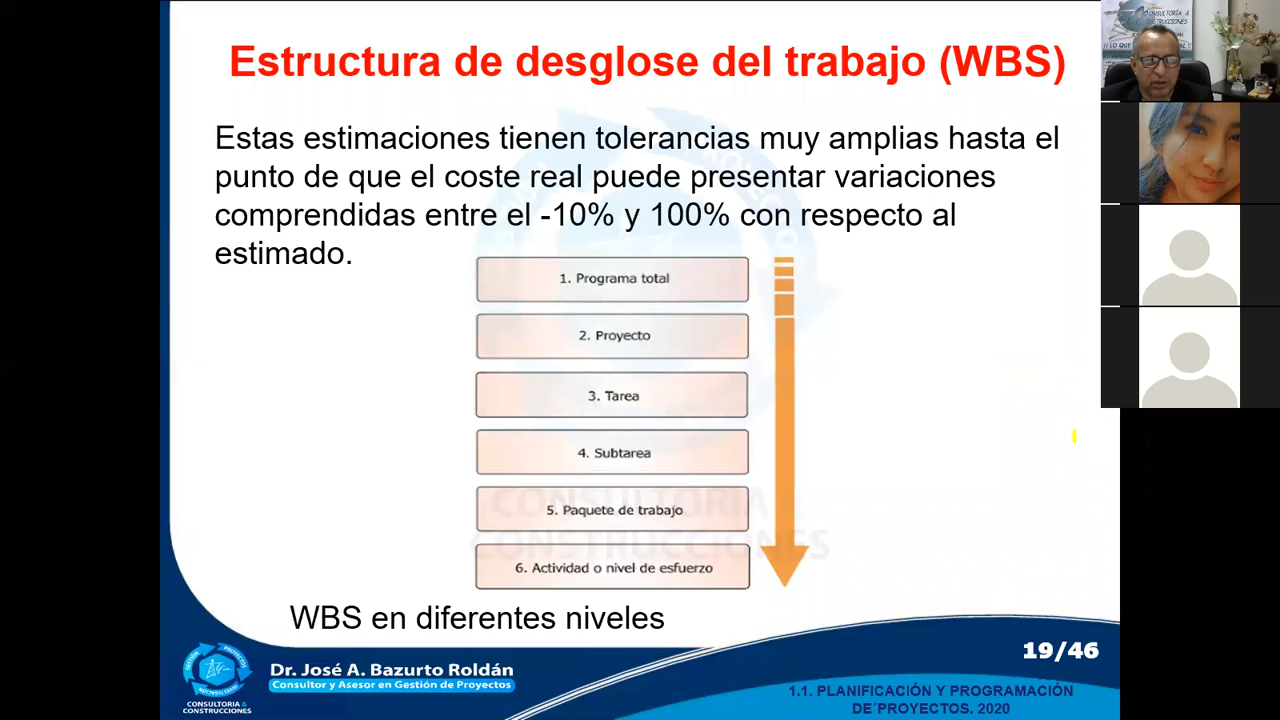 Estructura de desglose del trabajo (WBS)
Estas estimaciones tienen tolerancias muy amplias hasta el
punto de que el coste real puede presentar variaciones
comprendidas entre el -10% y 100% con respecto al
estimado.
1. Programa total
2. Proyecto
3. Tarea
4. Subtarea
5. Paquete de trabajo
6. Actividad o nivel de esfuerzo
CONSULTORIA &
CONSTRUCCIONES
WBS en diferentes niveles
19/46
Dr. José A. Bazurto Roldán
Consultor y Asesor en Gestión de Proyectos
CONSULTORIA &
CONSTRUCCIONES
1.1. PLANIFICACIÓN Y PROGRAMACIÓN
DE´PROYECTOS. 2020
CONSULTORÍA &